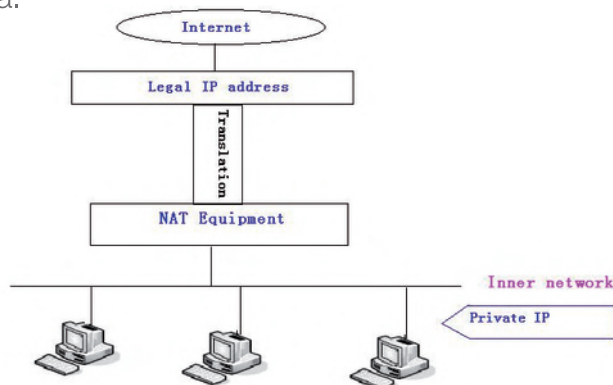 a.
Internet
Legal IP address
Translation
NAT Equipment
Inner network
Private IP